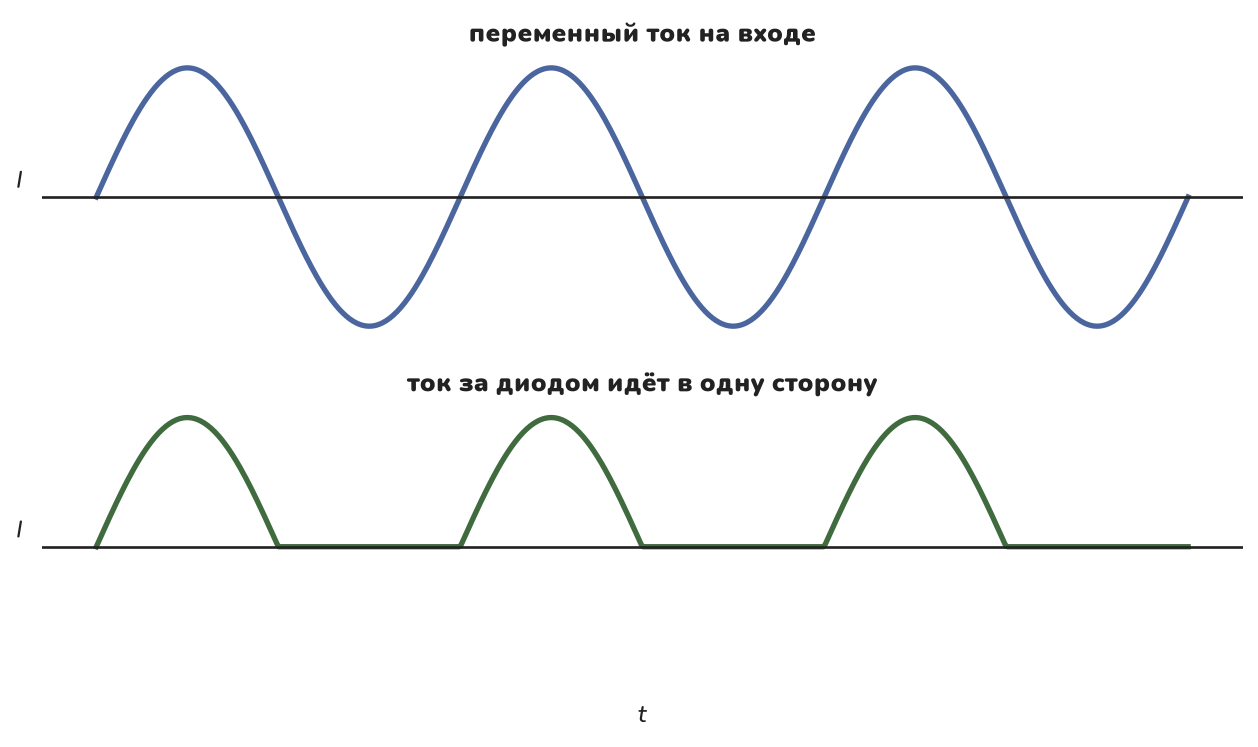 переменный ток на входе
I
ток за диодом идёт в одну сторону
I
t